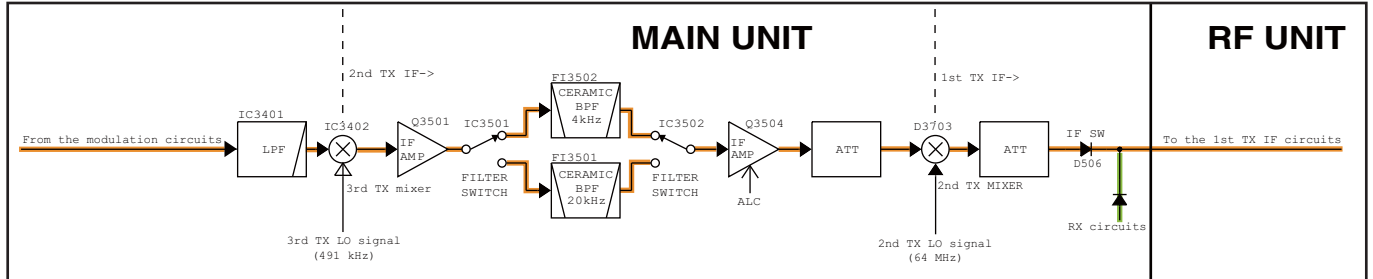 MAIN UNIT
RF UNIT
2nd TX IF->
1st TX IF->
From the modulation circuits
IC3401
LPF
IC3402
3rd TX mixer
3rd TX LO signal
(491 kHz)
Q3501
IF
AMP
IC3501
FILTER
SWITCH
FI3502
CERAMIC
BPF
4kHz
FI3501
CERAMIC
BPF
20kHz
IC3502
FILTER
SWITCH
Q3504
IF
AMP
ALC
ATT
D3703
2nd TX MIXER
2nd TX LO signal
(64 MHz)
ATT
IF SW
D506
To the 1st TX IF circuits
RX circuits